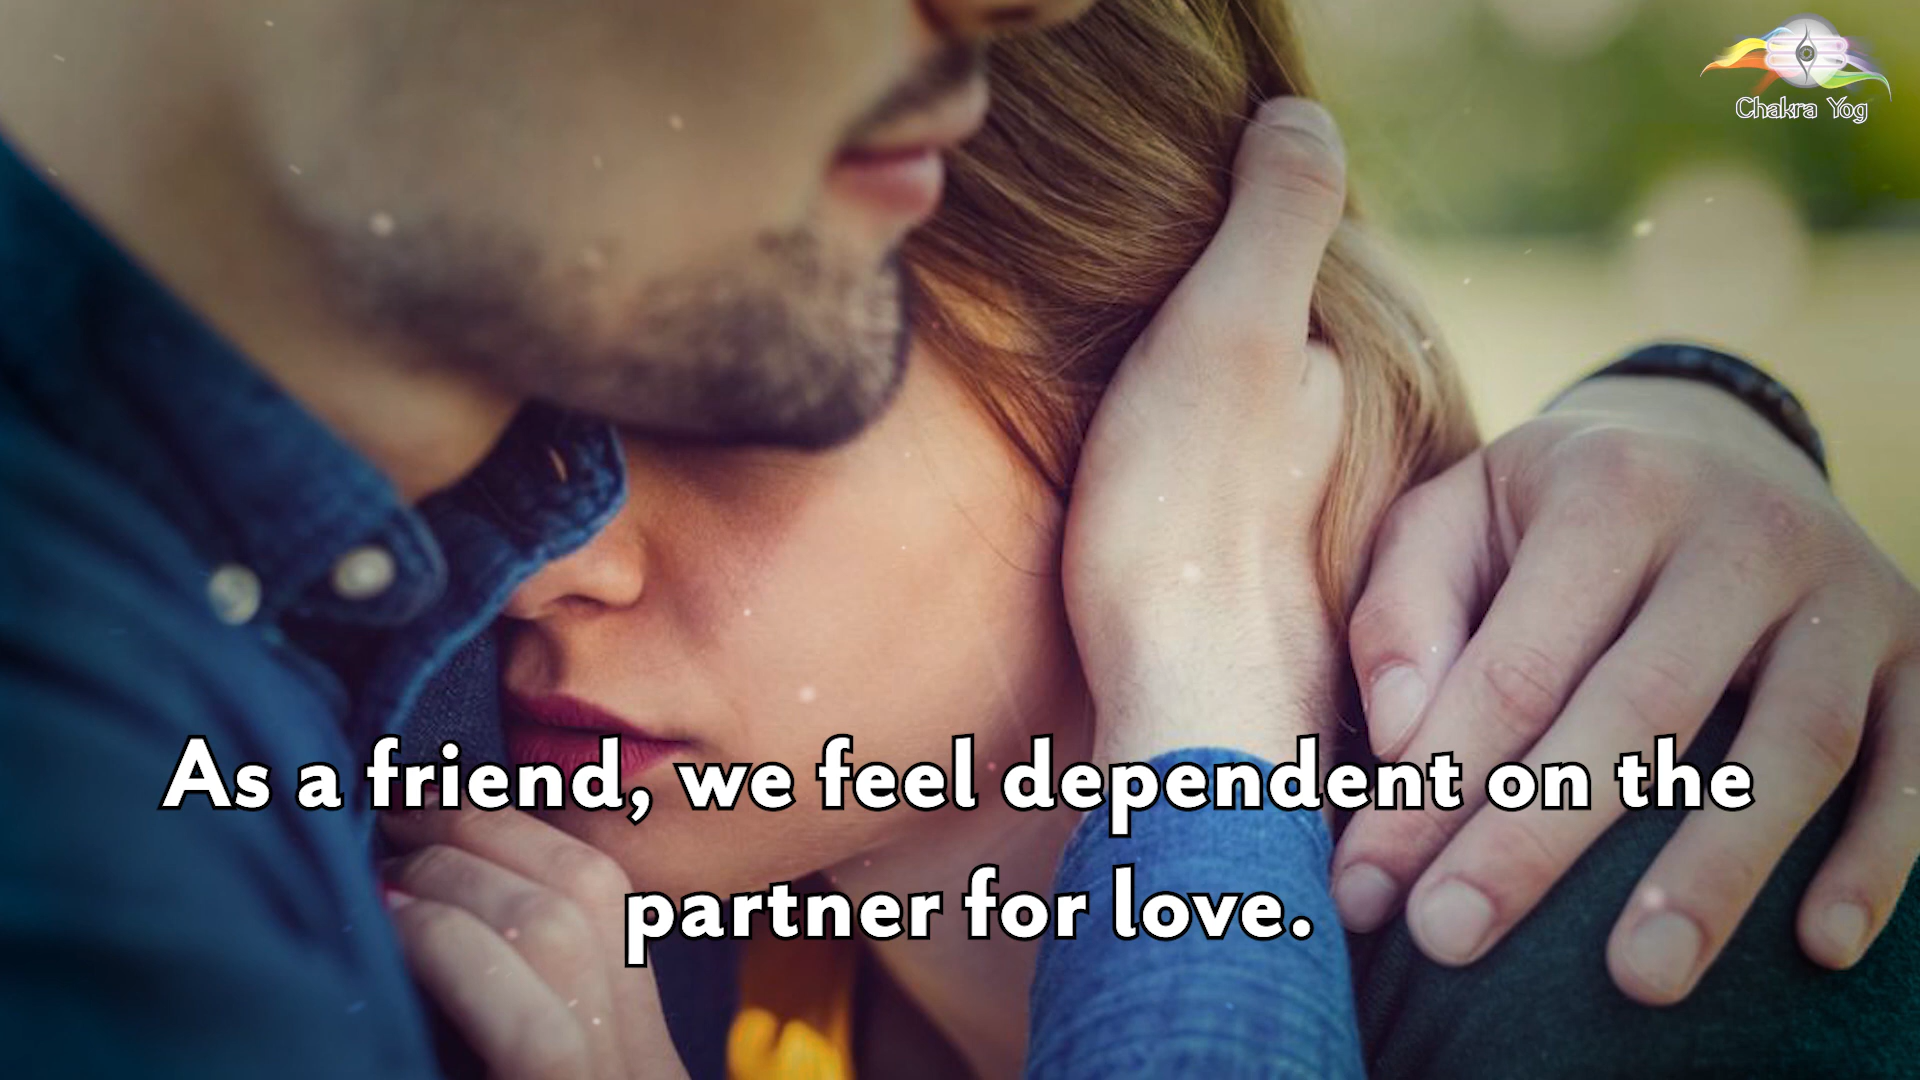 Chakra Yog
As a friend, we feel dependent on the
partner for love.